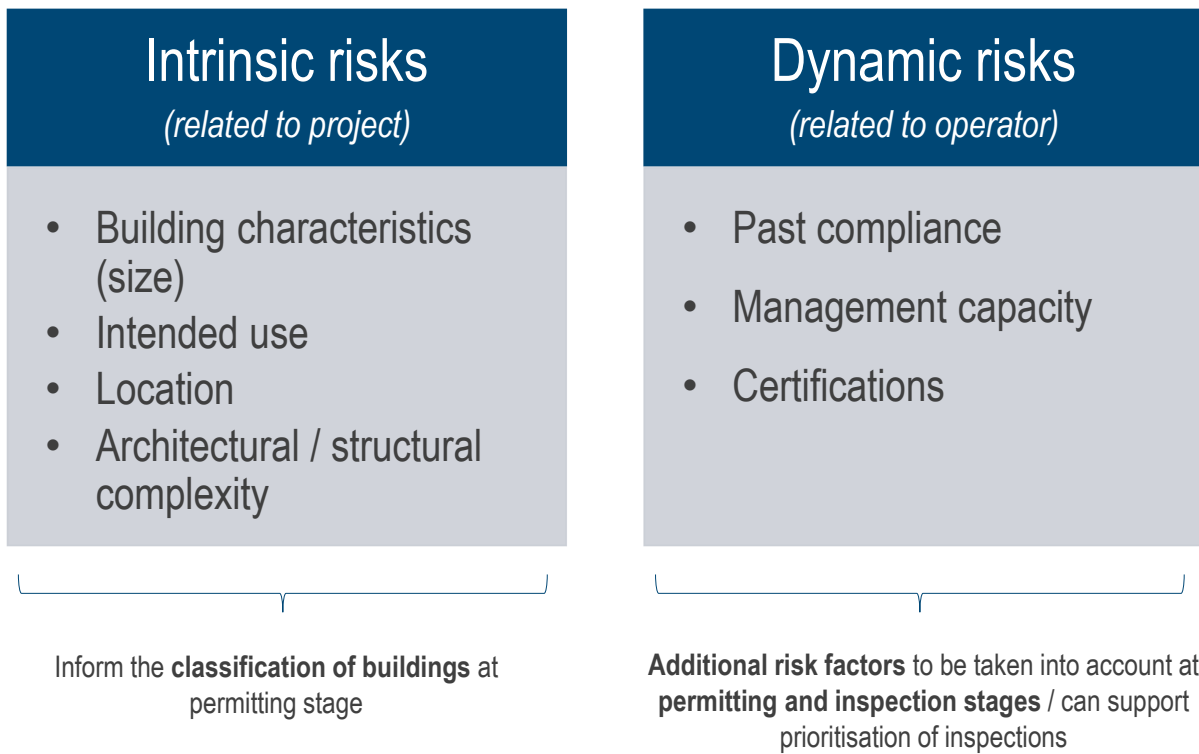 Intrinsic risks
(related to project)
• Building characteristics
(size)
• Intended use
• Location
• Architectural / structural
complexity
Inform the classification of buildings at
permitting stage
Dynamic risks
(related to operator)
• Past compliance
• Management capacity
• Certifications
Additional risk factors to be taken into account at
permitting and inspection stages / can support
prioritisation of inspections